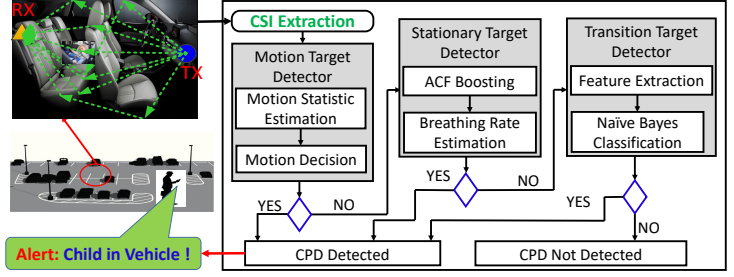 RX
TX
CSI Extraction
Motion Target
Detector
Motion Statistic
Estimation
Motion Decision
YES
NO
Stationary Target
Detector
ACF Boosting
Breathing Rate
Estimation
YES
NO
Transition Target
Detector
Feature Extraction
Naïve Bayes
Classification
YES
NO
Alert: Child in Vehicle !
CPD Detected
CPD Not Detected